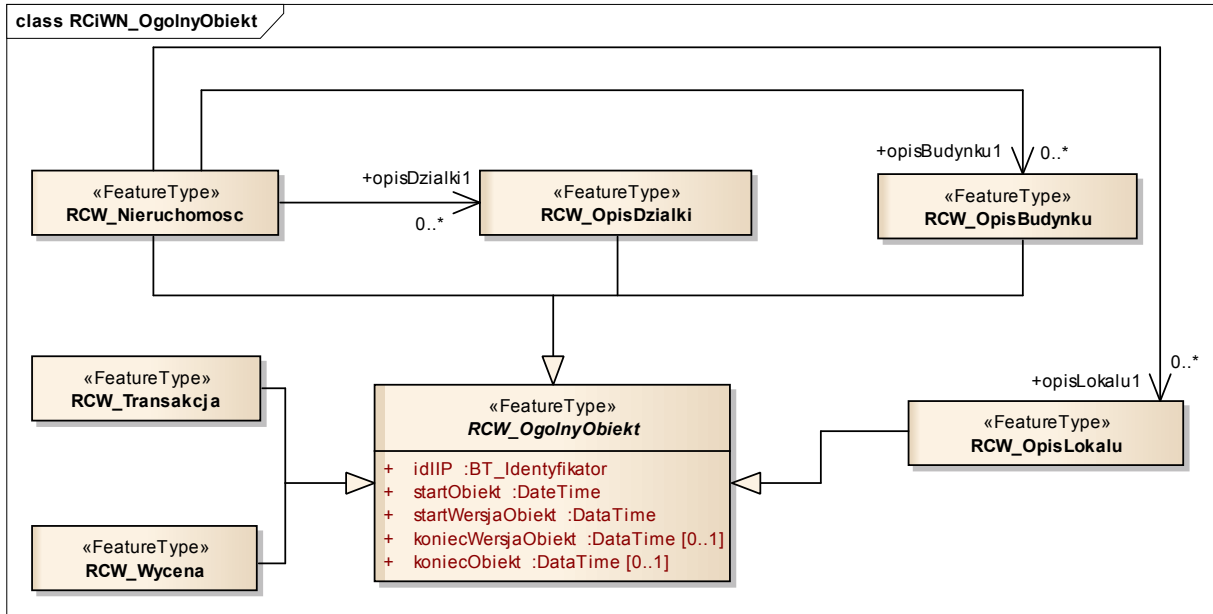 class RCiWN_OgolnyObiekt
+opisDzialki1
0..*
+opisBudynku1
0..*
«FeatureType»
RCW_Nieruchomosc
«FeatureType»
RCW_OpisDzialki
«FeatureType»
RCW_OpisBudynku
«FeatureType»
RCW_Transakcja
«FeatureType»
RCW_OgolnyObiekt
+ idIIP :BT_Identyfikator
+ startObiekt :DateTime
+ startWersjaObiekt :DataTime
+ koniecWersjaObiekt :DataTime [0..1]
+ koniecObiekt :DataTime [0..1]
+opisLokalu1
0..*
«FeatureType»
RCW_OpisLokalu
«FeatureType»
RCW_Wycena